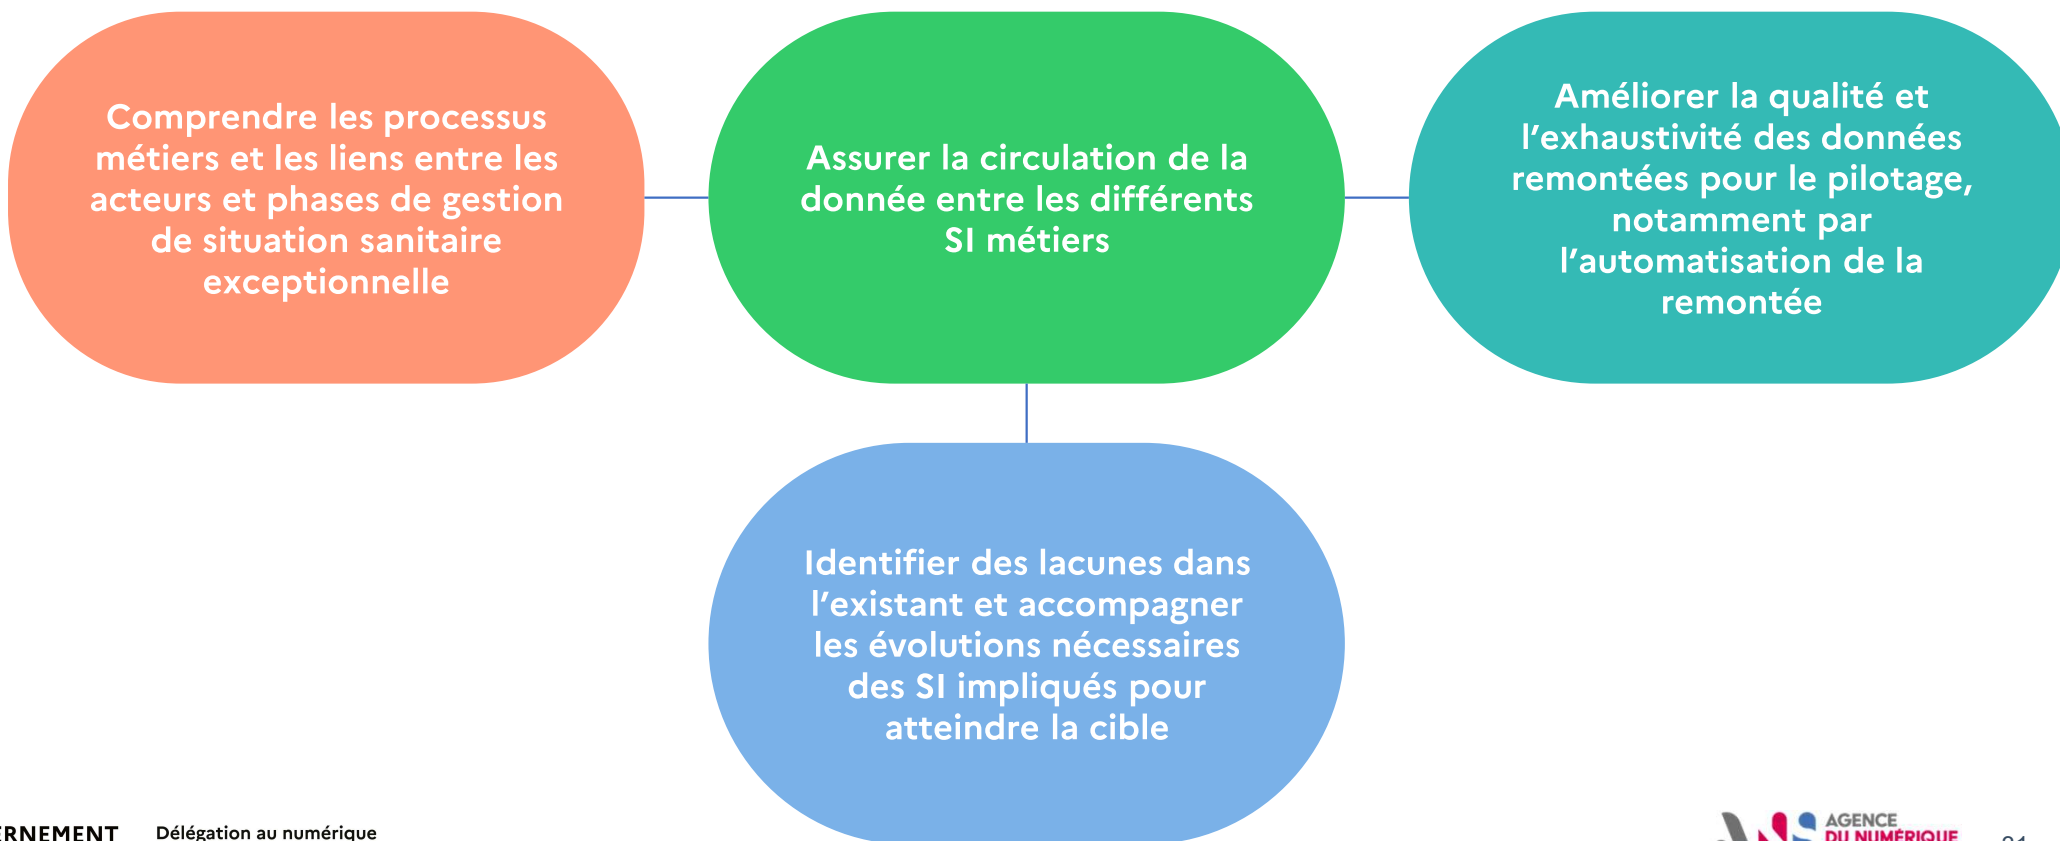 Comprendre les processus
métiers et les liens entre les
acteurs et phases de gestion
de situation sanitaire
exceptionnelle
Assurer la circulation de la
donnée entre les différents
SI métiers
Améliorer la qualité et
l’exhaustivité des données
remontées pour le pilotage,
notamment par
l’automatisation de la
remontée
Identifier des lacunes dans
l’existant et accompagner
les évolutions nécessaires
des SI impliqués pour
atteindre la cible
Délégation au numérique
AGENCE
DU NUMÉRIQUE